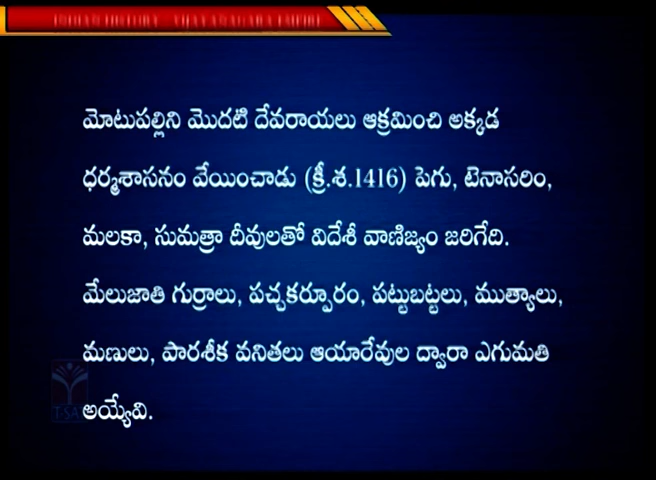 మోటుపల్లిని మొదటి దేవరాయలు ఆక్రమించి అక్కడ
ధర్మశాసనం వేయించాడు (క్రీ.శ.1416) పెగు, టెనాసరిం,
మలకా, సుమత్రా దీవులతో విదేశీ వాణిజ్యం జరిగేది.
మేలుజాతి గుర్రాలు, పచ్చకర్పూరం, పట్టుబట్టలు, ముత్యాలు,
మణులు, పారశీక వనితలు ఆయారేవుల ద్వారా ఎగుమతి
అయ్యేవి.